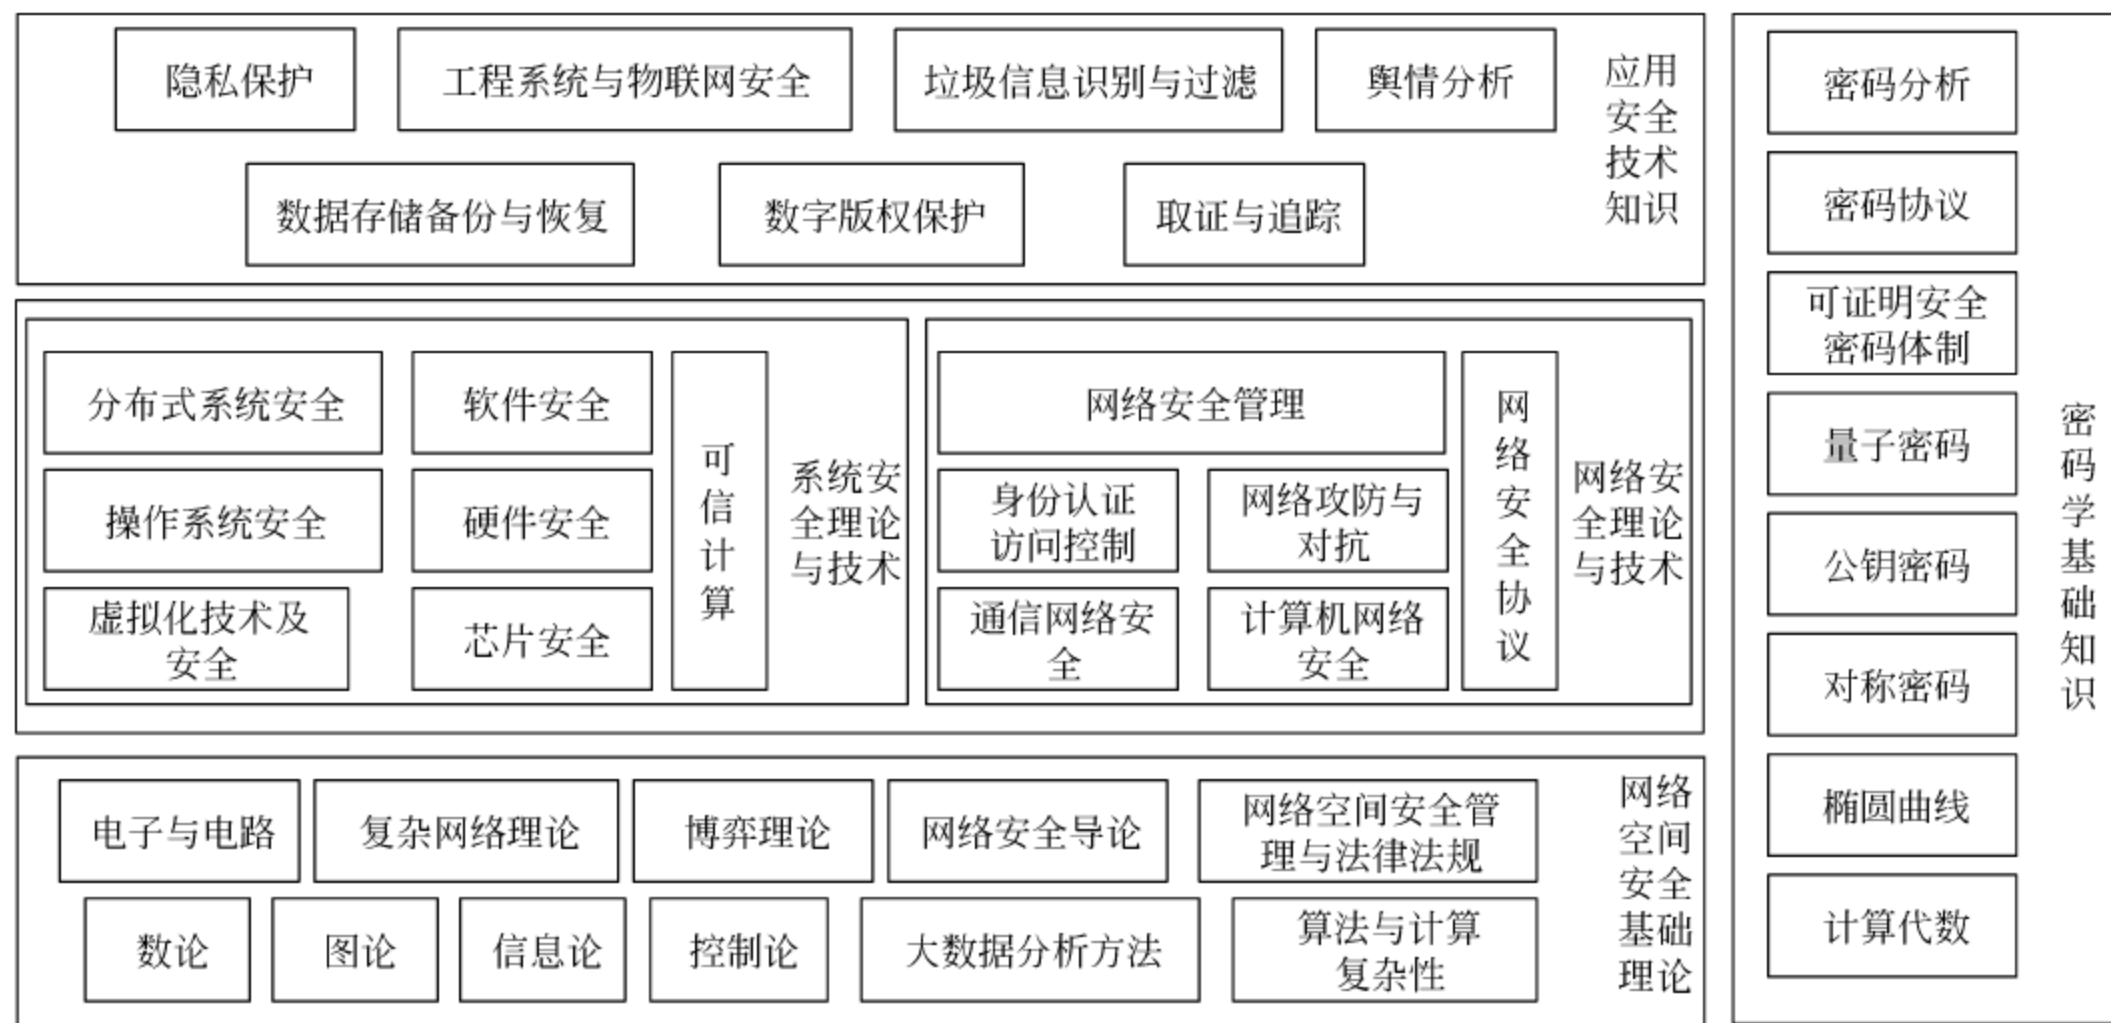 隐私保护
工程系统与物联网安全
垃圾信息识别与过滤
舆情分析
数据存储备份与恢复
数字版权保护
取证与追踪
应用
安全
技术
知识
分布式系统安全
软件安全
操作系统安全
硬件安全
虚拟化技术及
安全
芯片安全
可
信
计
算
系统安
全理论
与技术
网络安全管理
身份认证
访问控制
网络攻防与
对抗
通信网络安
全
计算机网络
安全
网
络
安
全
协
议
网络安
全理论
与技术
电子与电路
复杂网络理论
博弈理论
网络安全导论
网络空间安全管
理与法律法规
数论
图论
信息论
控制论
大数据分析方法
算法与计算
复杂性
网络
空间
安全
基础
理论
密码分析
密码协议
可证明安全
密码体制
量子密码
公钥密码
对称密码
椭圆曲线
计算代数
密
码
学
基
础
知
识